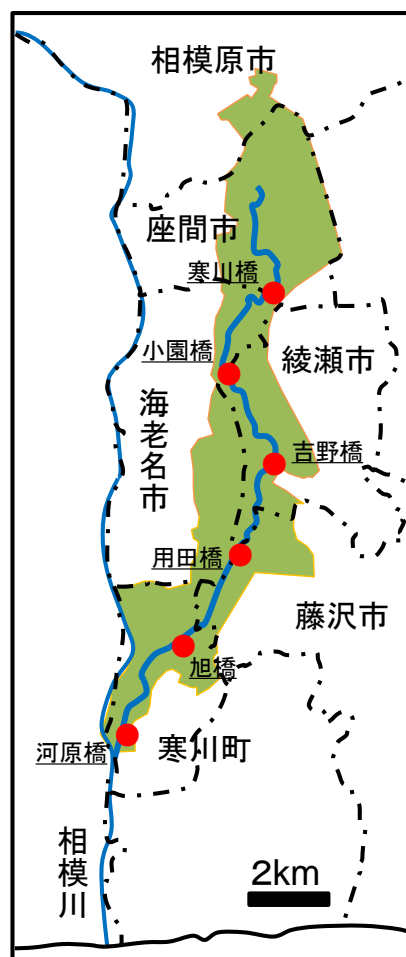 相模原市
座間市
寒川橋
小園橋
綾瀬市
海老名市
吉野橋
用田橋
藤沢市
旭橋
河原橋
寒川町
相模川
2km